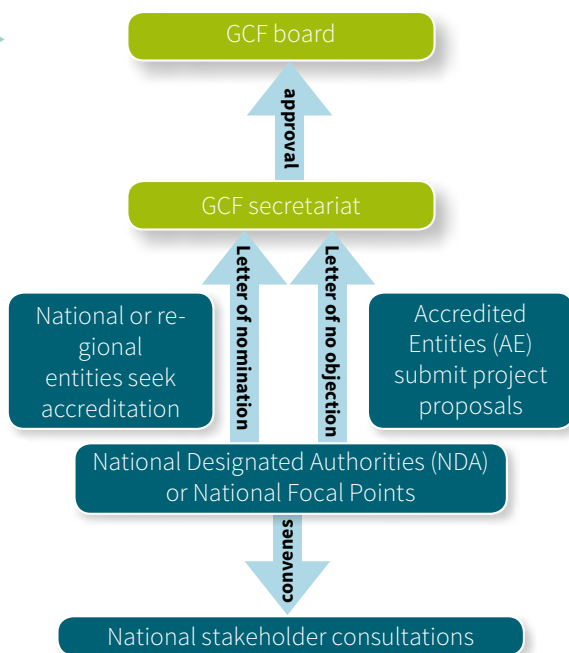 GCF board
approval
GCF secretariat
Letter of nomination
Letter of no objection
National or re-
gional
entities seek
accreditation
Accredited
Entities (AE)
submit project
proposals
National Designated Authorities (NDA)
or National Focal Points
convenes
National stakeholder consultations